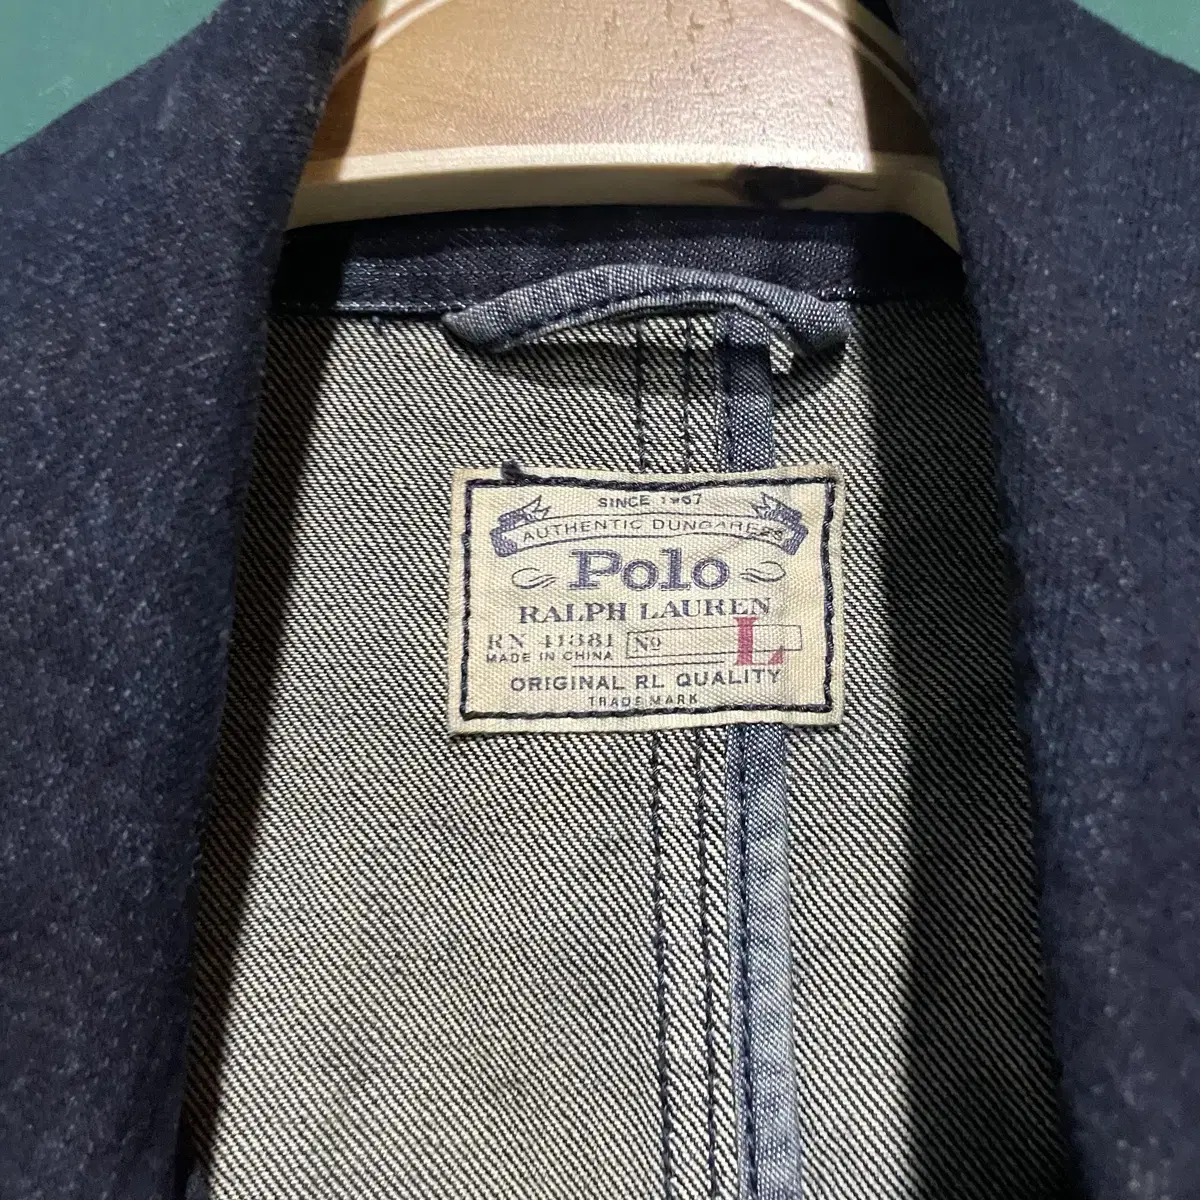 SINCE 1967
AUTHENTIC DUNGAREES
Polo
RALPH LAUREN
RN 41381 No L
MADE IN CHINA
ORIGINAL RL QUALITY
TRADE MARK